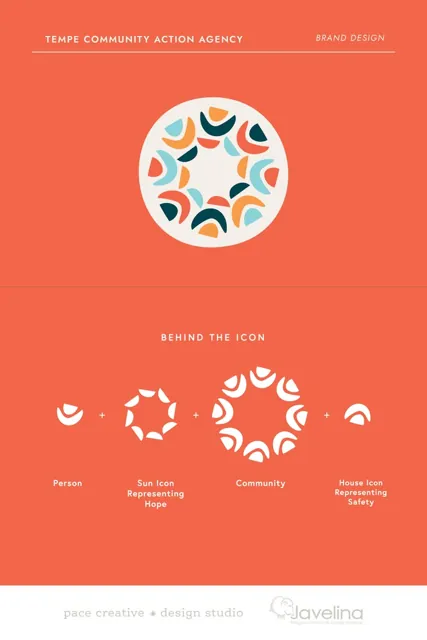 TEMPE COMMUNITY ACTION AGENCY
BRAND DESIGN
BEHIND THE ICON
+
+
+
Person
Sun Icon
Representing
Hope
Community
House Icon
Representing
Safety
pace creative + design studio
Javelina